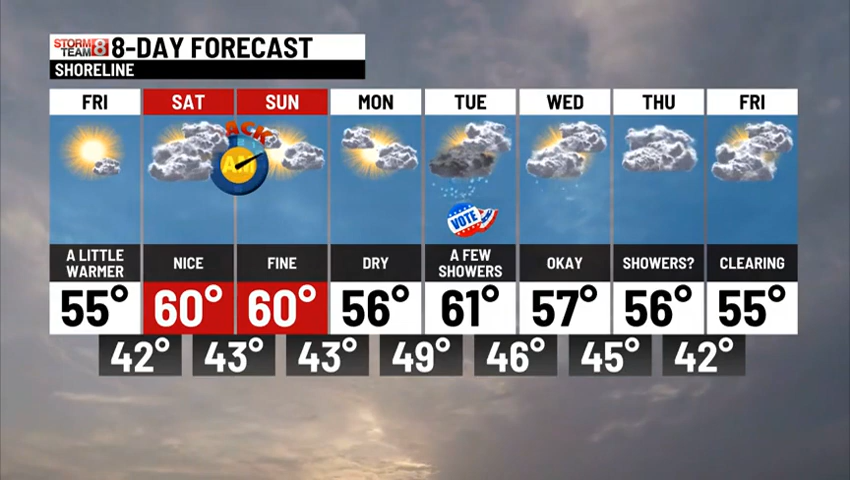 STORM
TEAM 8
8-DAY FORECAST
SHORELINE
FRI SAT SUN MON TUE WED THU FRI
ACK
AM
VOTE
A LITTLE
WARMER
NICE
FINE
DRY
A FEW
SHOWERS
OKAY
SHOWERS?
CLEARING
55° 60° 60° 56° 61° 57° 56° 55°
42° 43° 43° 49° 46° 45° 42°